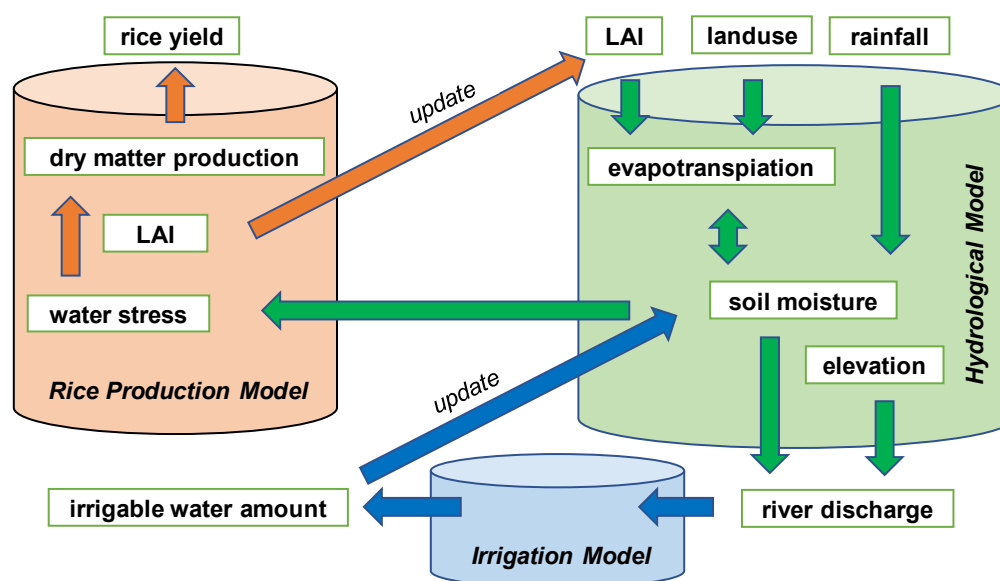 rice yield
LAI
landuse
rainfall
update
dry matter production
evapotranspiation
LAI
water stress
soil moisture
elevation
Hydrological Model
Rice Production Model
update
irrigable water amount
river discharge
Irrigation Model